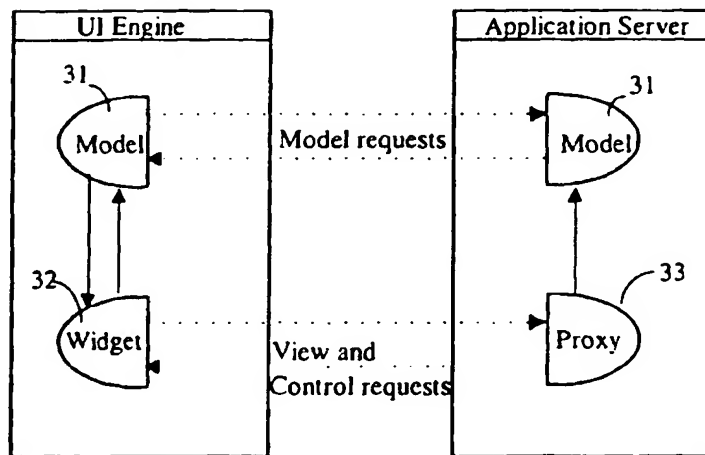 UI Engine
Application Server
31
31
Model
Model requests
Model
32
33
Widget
View and
Control requests
Proxy